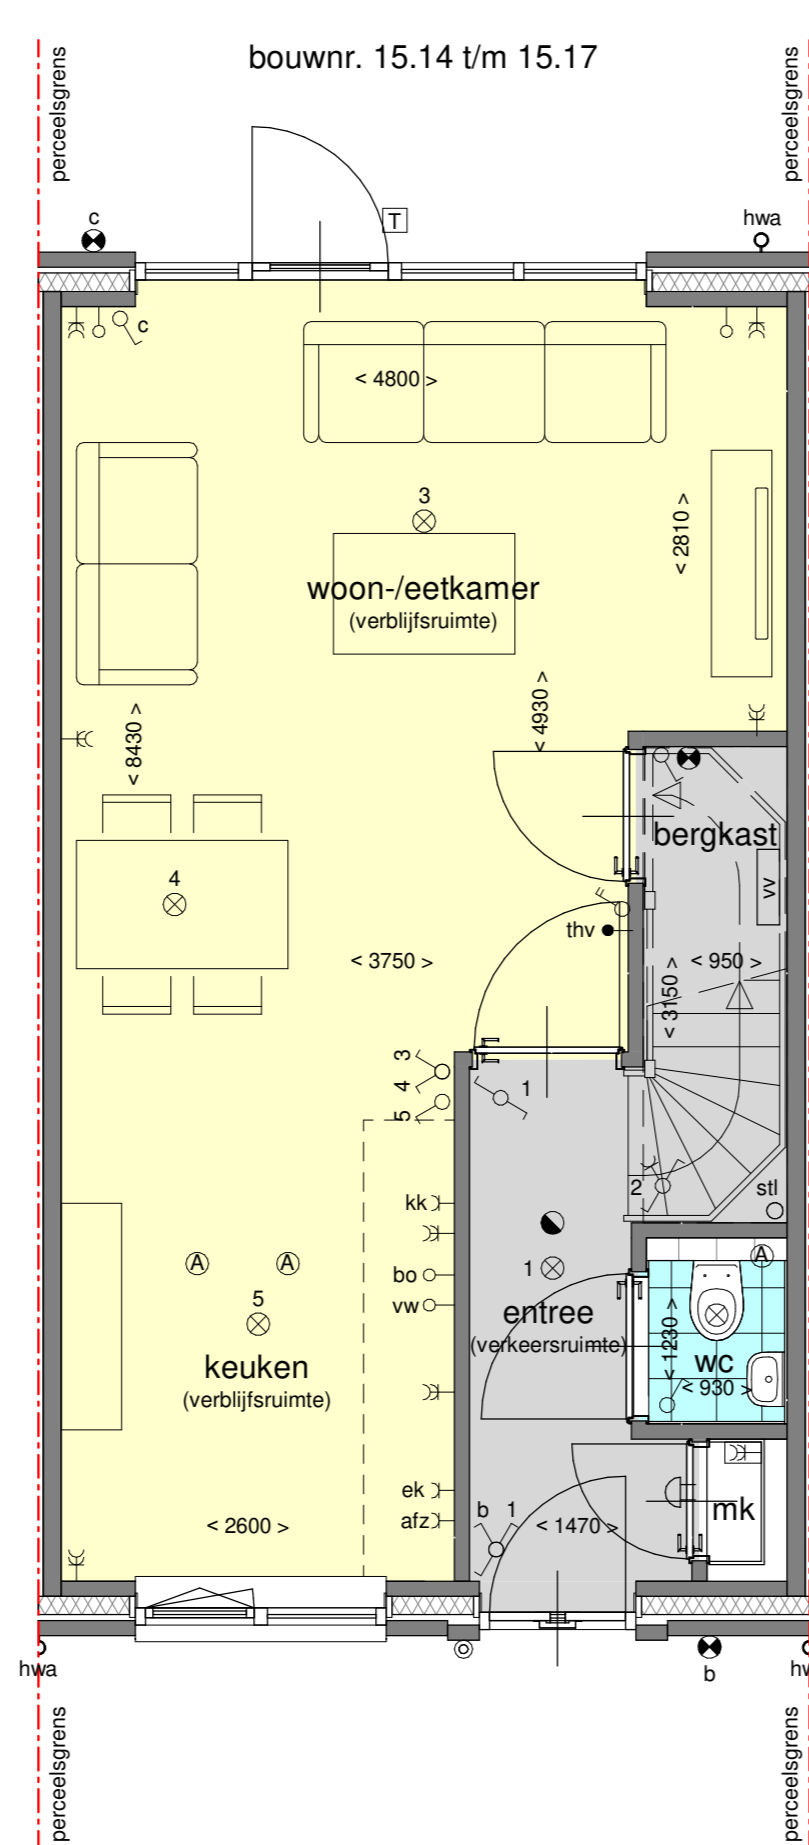 bouwnr. 15.14 t/m 15.17
perceelsgrens
perceelsgrens
c
T
hwa
c
< 4800 >
3
< 2810 >
woon-/eetkamer
(verblijfsruimte)
< 4930 >
< 8430 >
bergkast
vv
4
thv
< 3750 >
< 950 >
< 3150 >
3
4
5
1
2
stl
kk
A
A
A
bo
1
vw
5
entree
(verkeersruimte)
keuken
(verblijfsruimte)
< 1230 >
wc
< 930 >
ek
afz
b
1
mk
< 2600 >
< 1470 >
hwa
b
hw
perceelsgrens
perceelsgrens